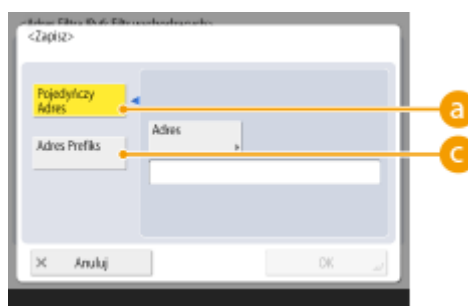 <Zapisz>
Pojedyńczy
Adres
a
Adres
Adres Prefiks
c
Anuluj
OK